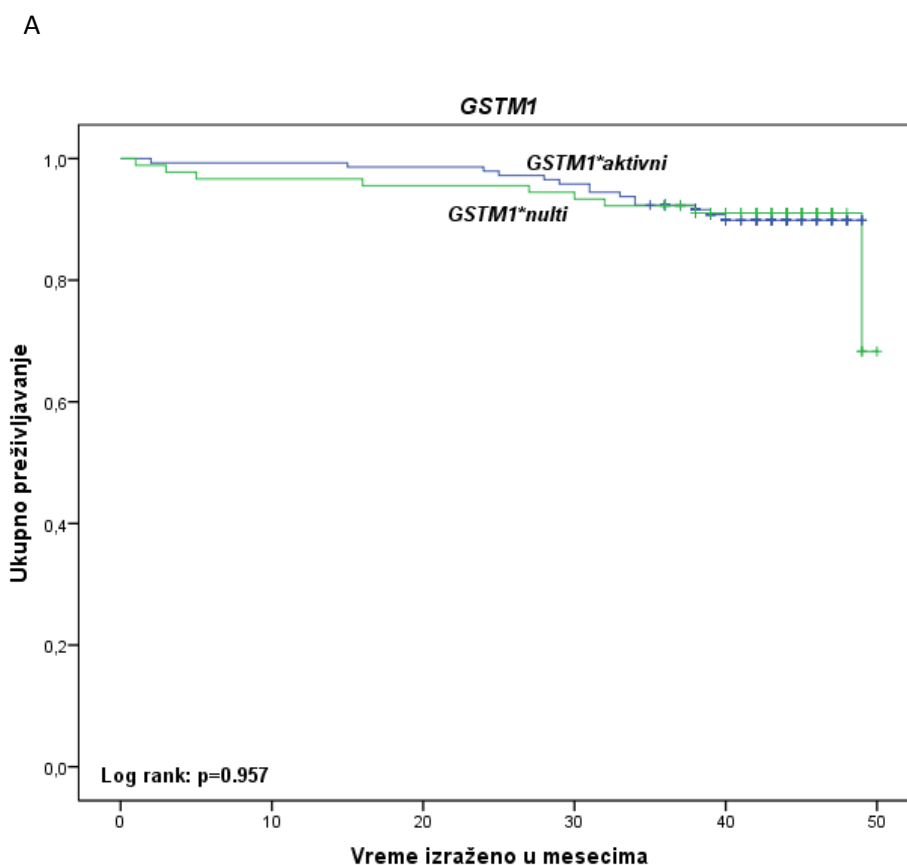 A
GSTM1
1,0
GSTM1*aktivni
GSTM1*nulti
0,8
0,6
0,4
0,2
0,0
Ukupno preživljavanje
Log rank: p=0.957
0 10 20 30 40 50
Vreme izraženo u mesecima